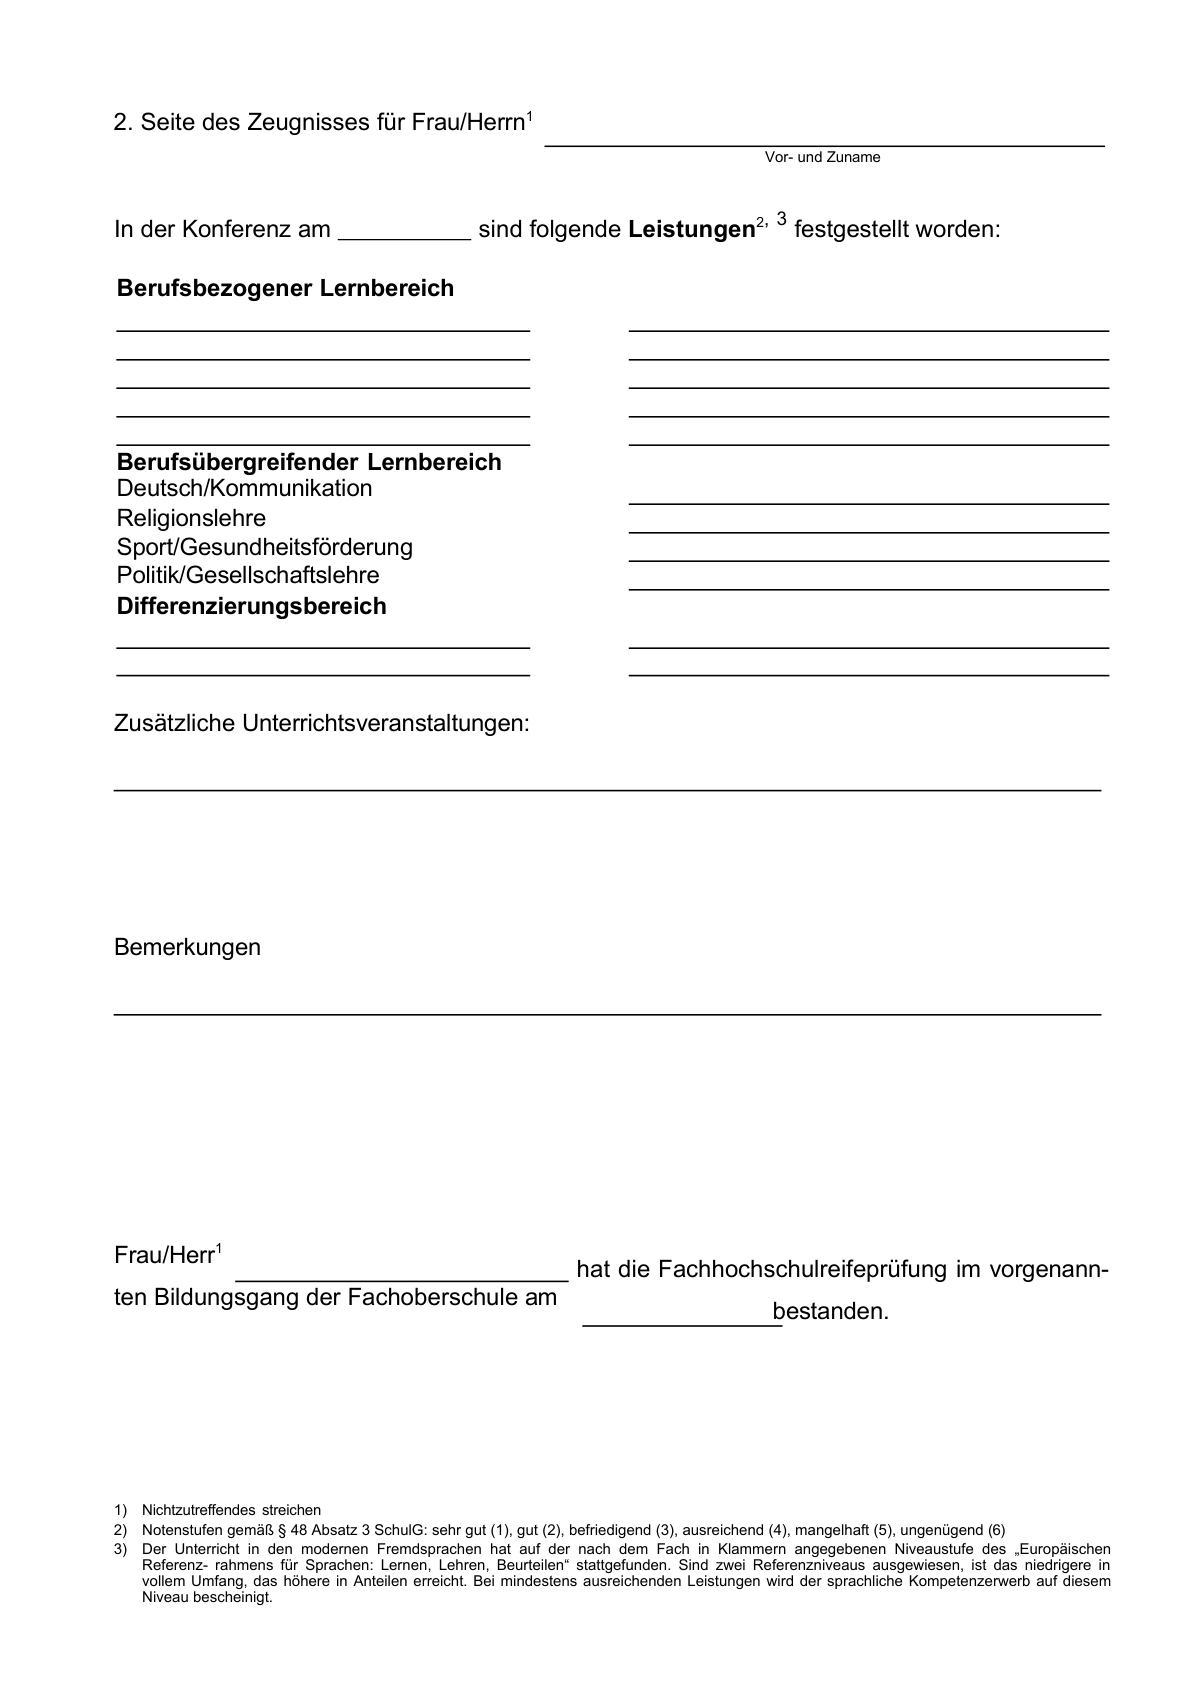 2. Seite des Zeugnisses für Frau/Herrn1
Vor- und Zuname
In der Konferenz am __________ sind folgende Leistungen2, 3 festgestellt worden:
Berufsbezogener Lernbereich
Berufsübergreifender Lernbereich
Deutsch/Kommunikation
Religionslehre
Sport/Gesundheitsförderung
Politik/Gesellschaftslehre
Differenzierungsbereich
Zusätzliche Unterrichtsveranstaltungen:
Bemerkungen
Frau/Herr1 hat die Fachhochschulreifeprüfung im vorgenann-
ten Bildungsgang der Fachoberschule am bestanden.
1) Nichtzutreffendes streichen
2) Notenstufen gemäß § 48 Absatz 3 SchulG: sehr gut (1), gut (2), befriedigend (3), ausreichend (4), mangelhaft (5), ungenügend (6)
3) Der Unterricht in den modernen Fremdsprachen hat auf der nach dem Fach in Klammern angegebenen Niveaustufe des „Europäischen
Referenz- rahmens für Sprachen: Lernen, Lehren, Beurteilen“ stattgefunden. Sind zwei Referenzniveaus ausgewiesen, ist das niedrigere in
vollem Umfang, das höhere in Anteilen erreicht. Bei mindestens ausreichenden Leistungen wird der sprachliche Kompetenzerwerb auf diesem
Niveau bescheinigt.